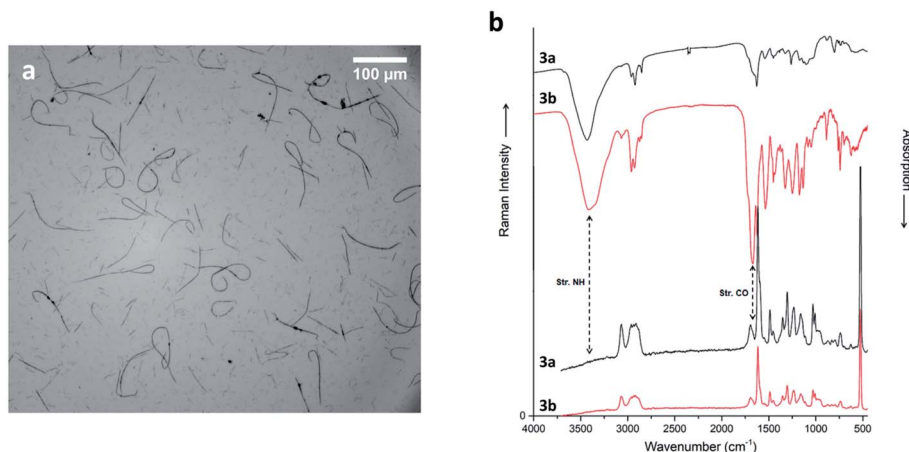 a
100 µm
b
3a
3b
Raman Intensity
Absorption
Str. NH
Str. CO
3a
3b
0
4000 3500 3000 2500 2000 1500 1000 500
Wavenumber (cm⁻¹)